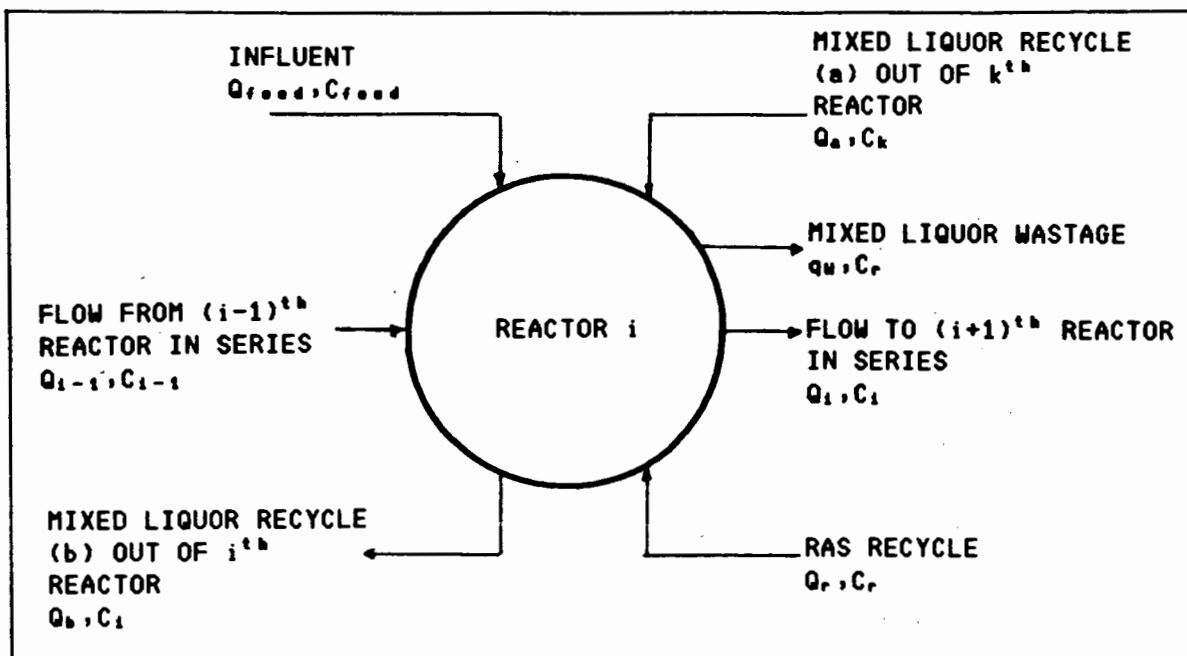 INFLUENT
Qfeed,Cfeed
MIXED LIQUOR RECYCLE
(a) OUT OF kth
REACTOR
Qa,Ck
MIXED LIQUOR WASTAGE
qw,Cr
FLOW FROM (i-1)th
REACTOR IN SERIES
Qi-1,Ci-1
REACTOR i
FLOW TO (i+1)th REACTOR
IN SERIES
Qi,Ci
MIXED LIQUOR RECYCLE
(b) OUT OF ith
REACTOR
Qb,Ci
RAS RECYCLE
Qr,Cr